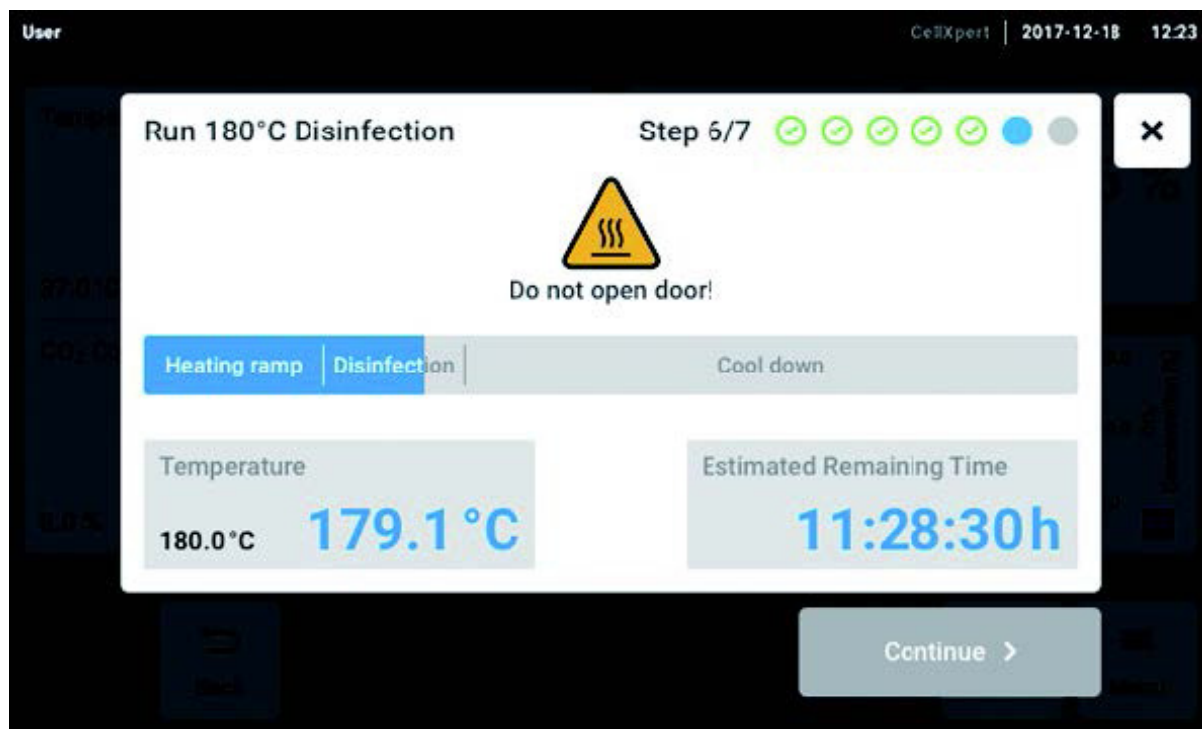 User
CellXpert | 2017-12-18 12:23
Run 180°C Disinfection
Step 6/7
Do not open door!
Heating ramp | Disinfection | Cool down
Temperature
180.0°C 179.1°C
Estimated Remaining Time
11:28:30h
Continue >
Back